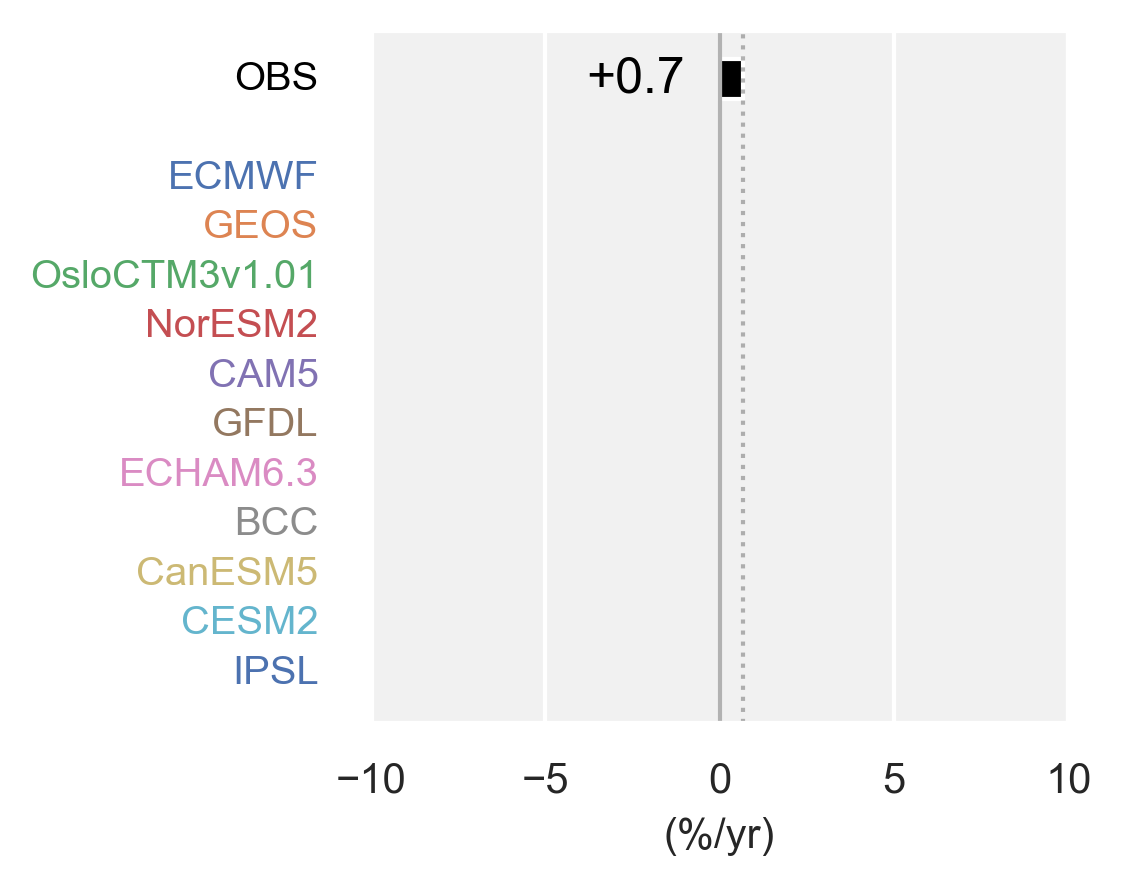 OBS +0.7
ECMWF
GEOS
OsloCTM3v1.01
NorESM2
CAM5
GFDL
ECHAM6.3
BCC
CanESM5
CESM2
IPSL
−10 −5 0 5 10
(%/yr)